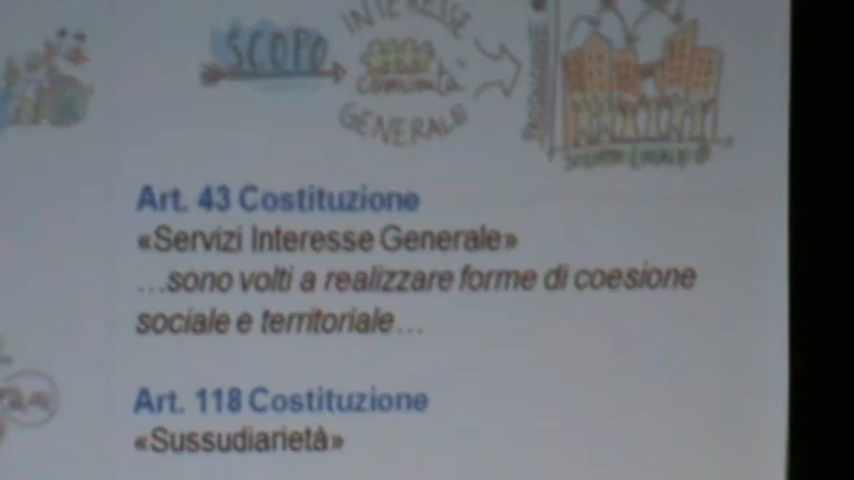 INTERESSE
SCOPO
comunità
GENERALE
Art. 43 Costituzione
«Servizi Interesse Generale»
…sono volti a realizzare forme di coesione
sociale e territoriale…
Art. 118 Costituzione
«Sussudiarietà»